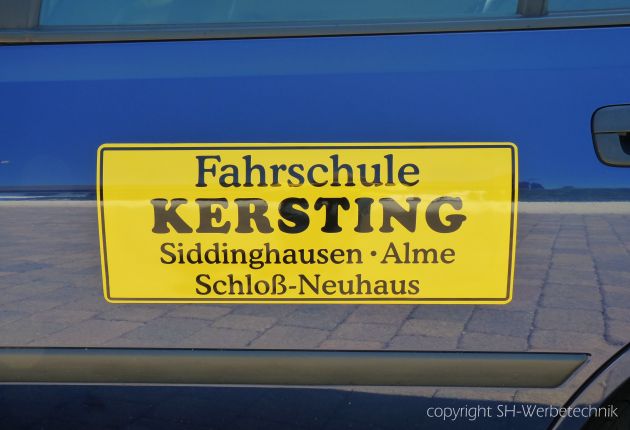 Fahrschule
KERSTING
Siddinghausen · Alme
Schloß-Neuhaus
copyright SH-Werbetechnik